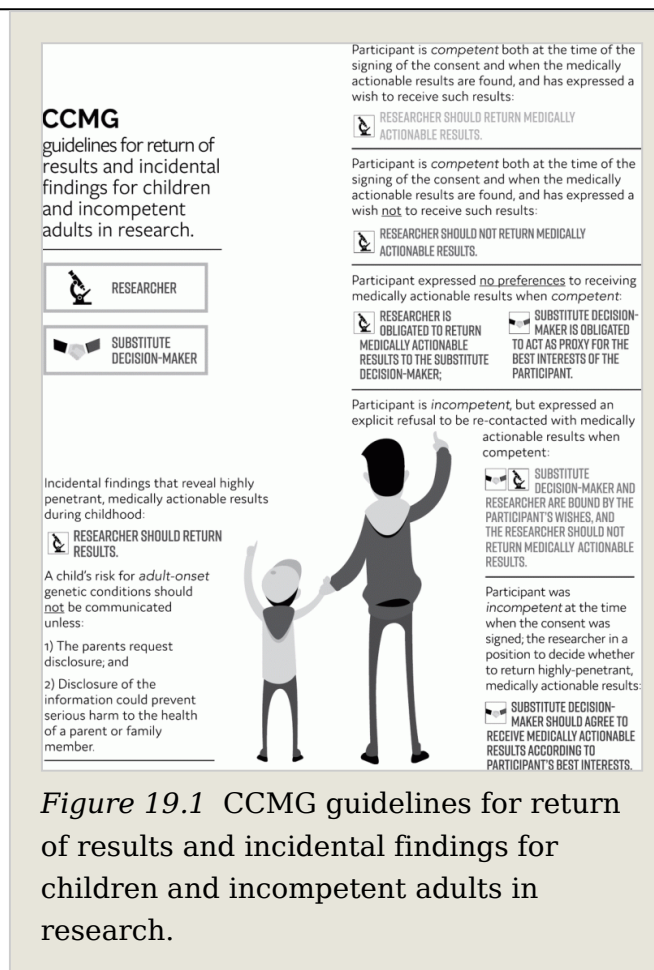 CCMG
guidelines for return of
results and incidental
findings for children
and incompetent
adults in research.
RESEARCHER
SUBSTITUTE
DECISION-MAKER
Incidental findings that reveal highly
penetrant, medically actionable results
during childhood:
RESEARCHER SHOULD RETURN
RESULTS.
A child’s risk for adult-onset
genetic conditions should
not be communicated
unless:
1) The parents request
disclosure; and
2) Disclosure of the
information could prevent
serious harm to the health
of a parent or family
member.
Participant is competent both at the time of the
signing of the consent and when the medically
actionable results are found, and has expressed a
wish to receive such results:
RESEARCHER SHOULD RETURN MEDICALLY
ACTIONABLE RESULTS.
Participant is competent both at the time of the
signing of the consent and when the medically
actionable results are found, and has expressed a
wish not to receive such results:
RESEARCHER SHOULD NOT RETURN MEDICALLY
ACTIONABLE RESULTS.
Participant expressed no preferences to receiving
medically actionable results when competent:
RESEARCHER IS
OBLIGATED TO RETURN
MEDICALLY ACTIONABLE
RESULTS TO THE SUBSTITUTE
DECISION-MAKER;
SUBSTITUTE DECISION-
MAKER IS OBLIGATED
TO ACT AS PROXY FOR THE
BEST INTERESTS OF THE
PARTICIPANT.
Participant is incompetent, but expressed an
explicit refusal to be re-contacted with medically
actionable results when
competent:
SUBSTITUTE
DECISION-MAKER AND
RESEARCHER ARE BOUND BY THE
PARTICIPANT’S WISHES, AND
THE RESEARCHER SHOULD NOT
RETURN MEDICALLY ACTIONABLE
RESULTS.
Participant was
incompetent at the time
when the consent was
signed; the researcher in a
position to decide whether
to return highly-penetrant,
medically actionable results:
SUBSTITUTE DECISION-
MAKER SHOULD AGREE TO
RECEIVE MEDICALLY ACTIONABLE
RESULTS ACCORDING TO
PARTICIPANT’S BEST INTERESTS.
Figure 19.1 CCMG guidelines for return
of results and incidental findings for
children and incompetent adults in
research.